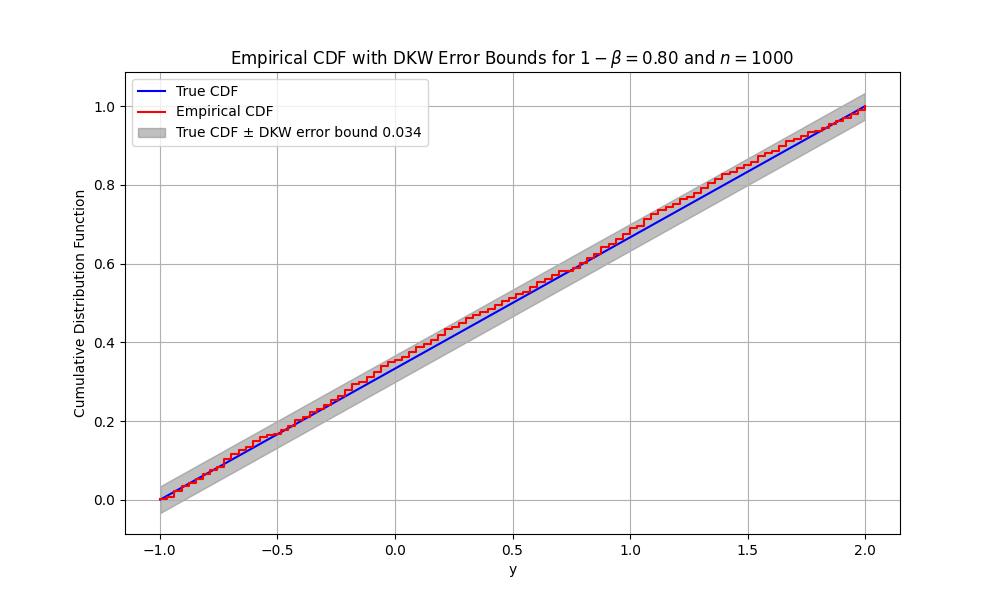 Empirical CDF with DKW Error Bounds for 1 − β = 0.80 and n = 1000
True CDF
Empirical CDF
True CDF ± DKW error bound 0.034
Cumulative Distribution Function
1.0
0.8
0.6
0.4
0.2
0.0
−1.0 −0.5 0.0 0.5 1.0 1.5 2.0
y